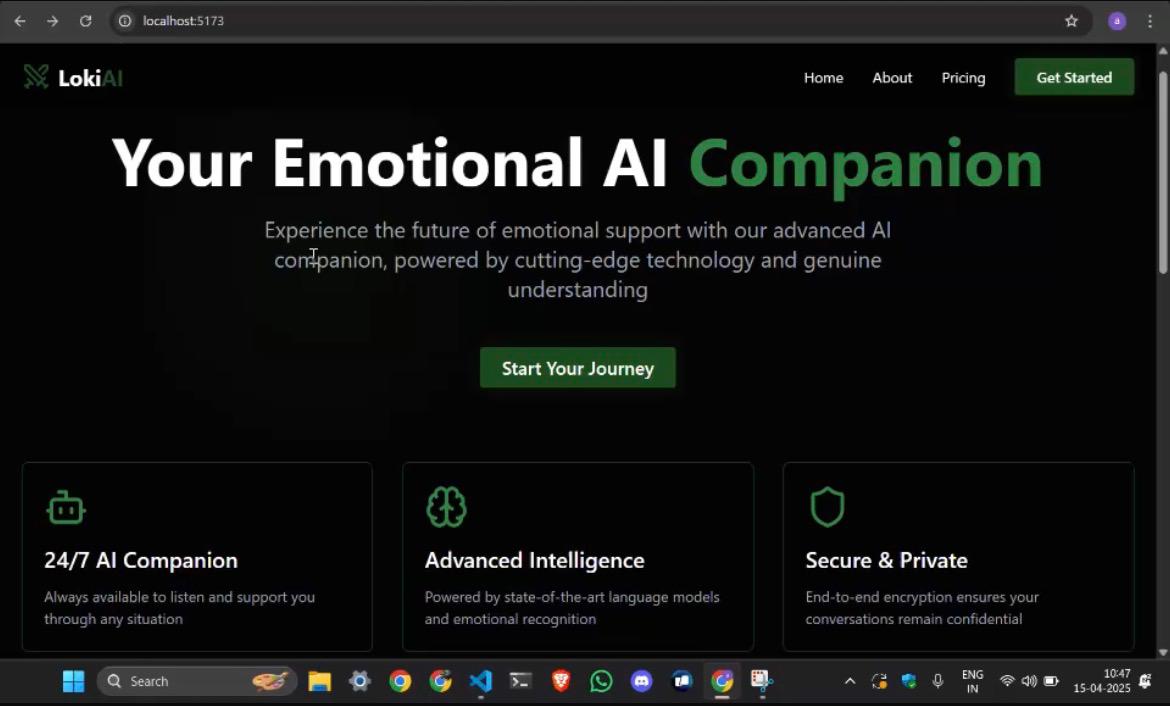 localhost:5173
a
LokiAI
Home About Pricing Get Started
Your Emotional AI Companion
Experience the future of emotional support with our advanced AI
companion, powered by cutting-edge technology and genuine
understanding
Start Your Journey
24/7 AI Companion
Always available to listen and support you
through any situation
Advanced Intelligence
Powered by state-of-the-art language models
and emotional recognition
Secure & Private
End-to-end encryption ensures your
conversations remain confidential
Search
ENG
IN
10:47
15-04-2025